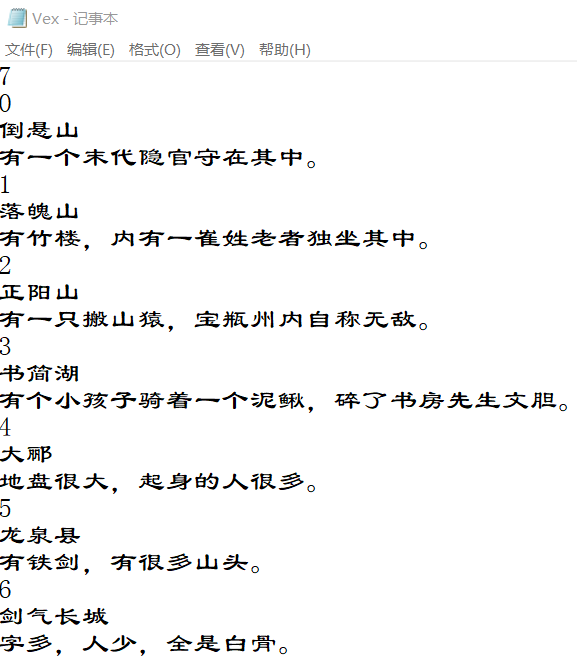 Vex - 记事本
文件(F) 编辑(E) 格式(O) 查看(V) 帮助(H)
7
0
倒悬山
有一个末代隐官守在其中。
1
落魄山
有竹楼，内有一崔姓老者独坐其中。
2
正阳山
有一只搬山猿，宝瓶州内自称无敌。
3
书简湖
有个小孩子骑着一个泥鳅，碎了书房先生文胆。
4
大郦
地盘很大，起身的人很多。
5
龙泉县
有铁剑，有很多山头。
6
剑气长城
字多，人少，全是白骨。